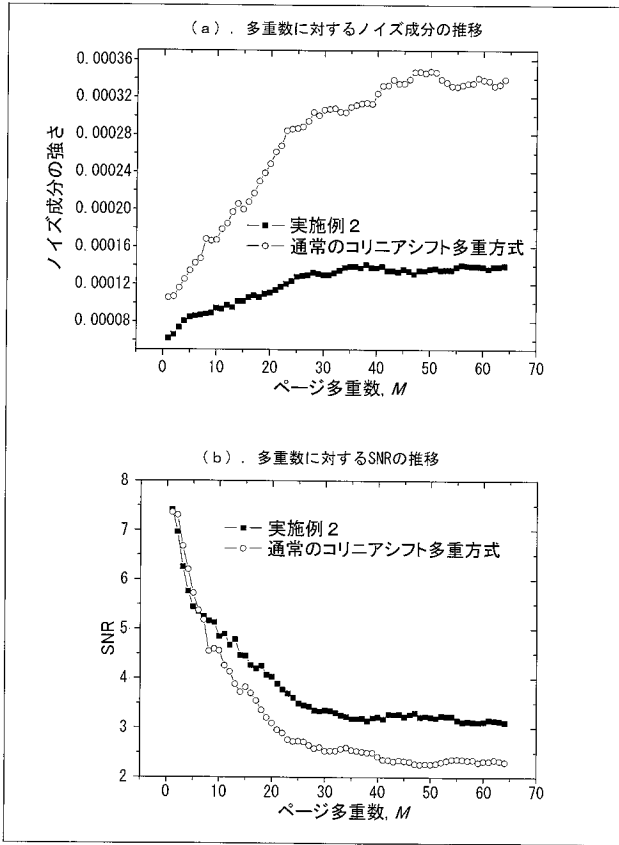 (a). 多重数に対するノイズ成分の推移
0.00036
0.00032
0.00028
0.00024
0.00020
0.00016
0.00012
0.00008
ノイズ成分の強さ
実施例2
通常のコリニアシフト多重方式
0 10 20 30 40 50 60 70
ページ多重数, M
(b). 多重数に対するSNRの推移
8
7
6
5
4
3
2
SNR
実施例2
通常のコリニアシフト多重方式
0 10 20 30 40 50 60 70
ページ多重数, M